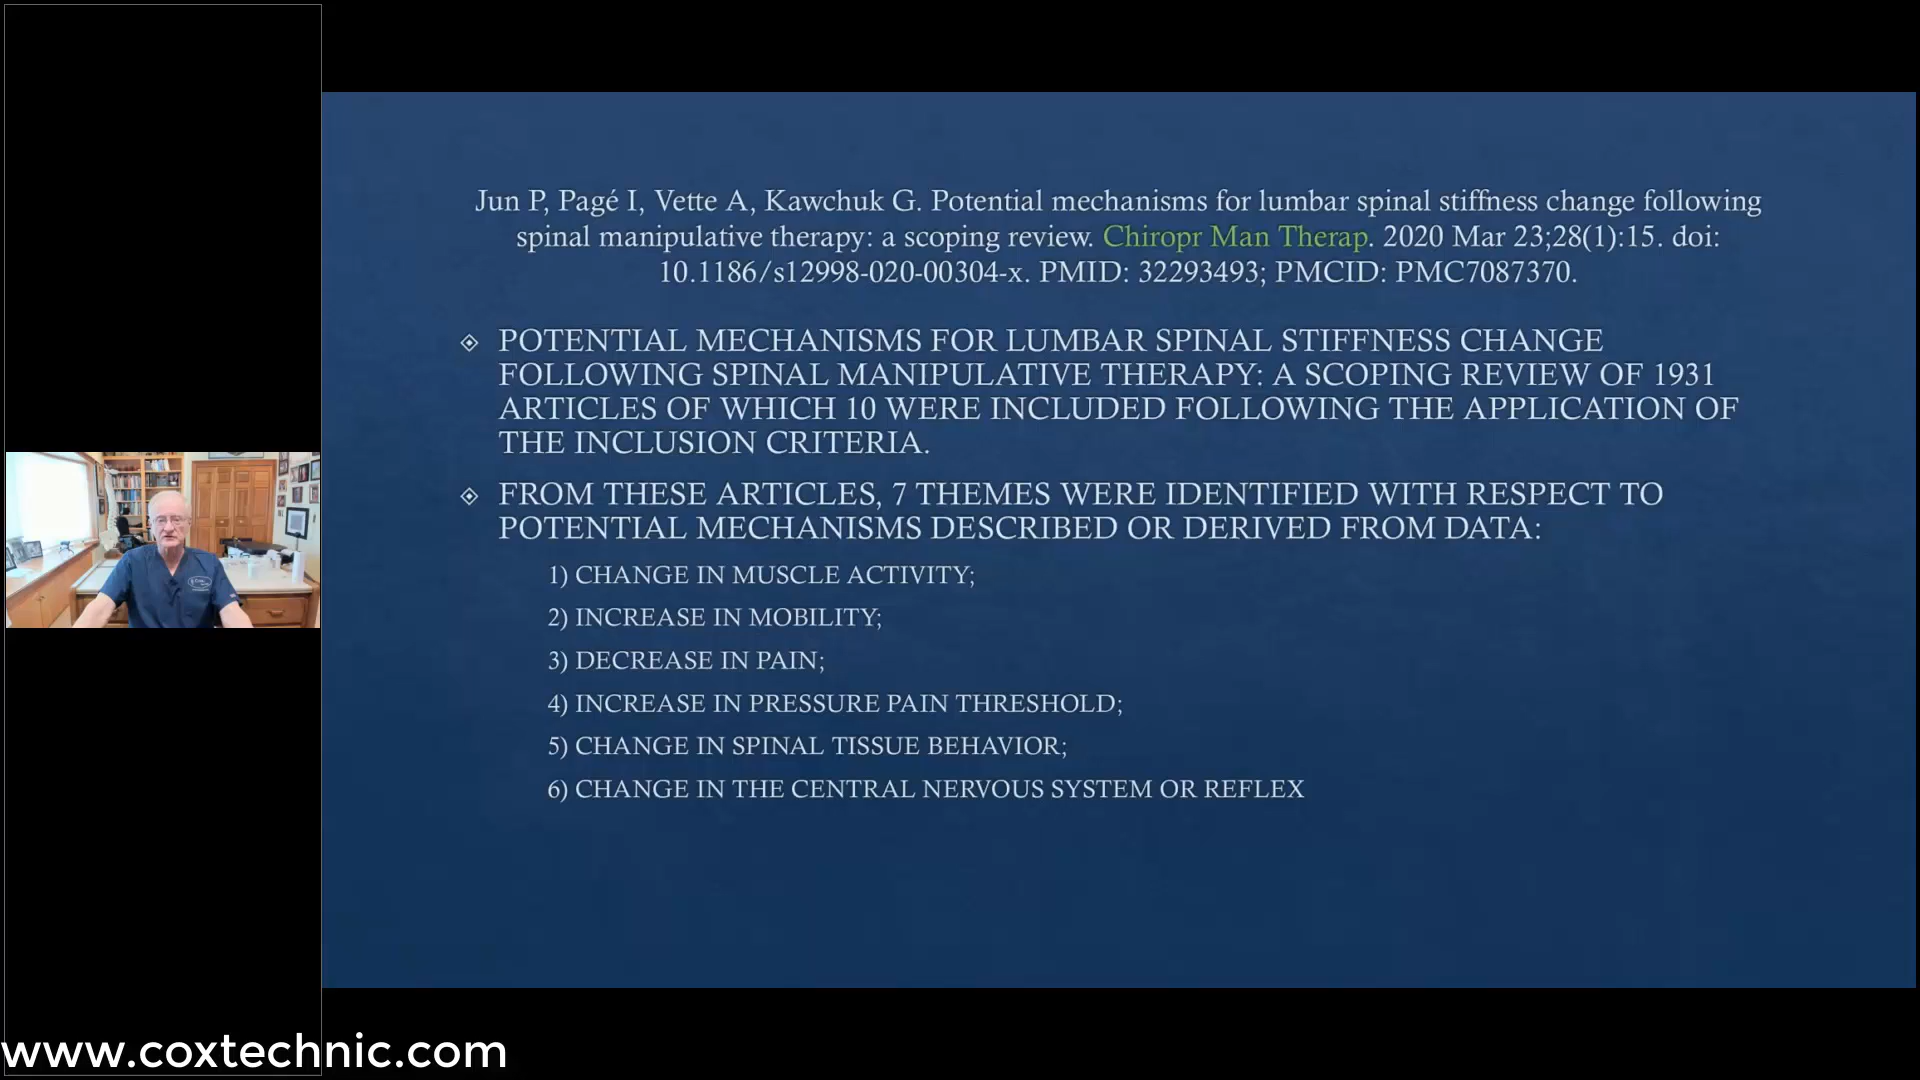 Jun P, Pagé I, Vette A, Kawchuk G. Potential mechanisms for lumbar spinal stiffness change following
spinal manipulative therapy: a scoping review. Chiropr Man Therap. 2020 Mar 23;28(1):15. doi:
10.1186/s12998-020-00304-x. PMID: 32293493; PMCID: PMC7087370.
POTENTIAL MECHANISMS FOR LUMBAR SPINAL STIFFNESS CHANGE
FOLLOWING SPINAL MANIPULATIVE THERAPY: A SCOPING REVIEW OF 1931
ARTICLES OF WHICH 10 WERE INCLUDED FOLLOWING THE APPLICATION OF
THE INCLUSION CRITERIA.
FROM THESE ARTICLES, 7 THEMES WERE IDENTIFIED WITH RESPECT TO
POTENTIAL MECHANISMS DESCRIBED OR DERIVED FROM DATA:
1) CHANGE IN MUSCLE ACTIVITY;
2) INCREASE IN MOBILITY;
3) DECREASE IN PAIN;
4) INCREASE IN PRESSURE PAIN THRESHOLD;
5) CHANGE IN SPINAL TISSUE BEHAVIOR;
6) CHANGE IN THE CENTRAL NERVOUS SYSTEM OR REFLEX
www.coxtechnic.com